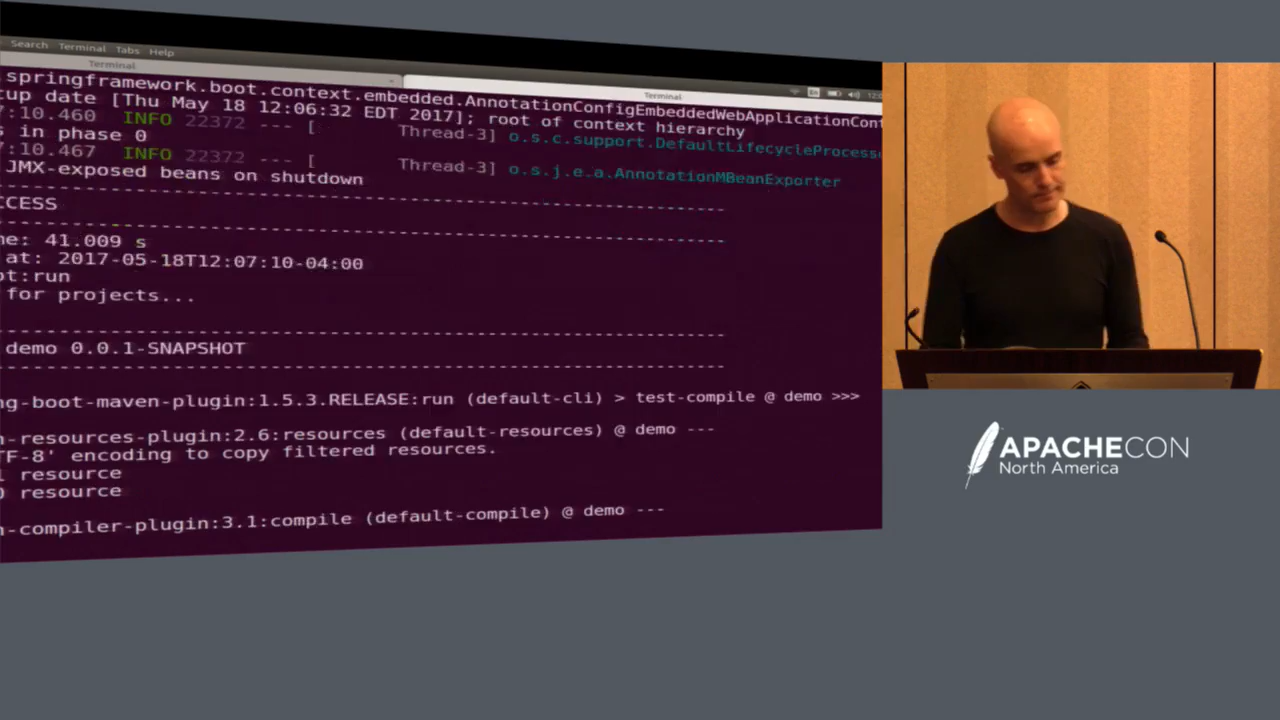 Search Terminal Tabs Help
Terminal
Terminal
.springframework.boot.context.embedded.AnnotationConfigEmbeddedWebApplicationConf
tup date [Thu May 18 12:06:32 EDT 2017]; root of context hierarchy
7:10.460 INFO 22372 --- [ Thread-3] o.s.c.support.DefaultLifecycleProcesso
s in phase 0
7:10.467 INFO 22372 --- [ Thread-3] o.s.j.e.a.AnnotationMBeanExporter
JMX-exposed beans on shutdown
------------------------------------------------------------------------
CCESS
------------------------------------------------------------------------
me: 41.009 s
at: 2017-05-18T12:07:10-04:00
ot:run
for projects...
------------------------------------------------------------------------
demo 0.0.1-SNAPSHOT
------------------------------------------------------------------------
ng-boot-maven-plugin:1.5.3.RELEASE:run (default-cli) > test-compile @ demo >>>
n-resources-plugin:2.6:resources (default-resources) @ demo ---
TF-8' encoding to copy filtered resources.
1 resource
0 resource
n-compiler-plugin:3.1:compile (default-compile) @ demo ---
APACHECON
North America